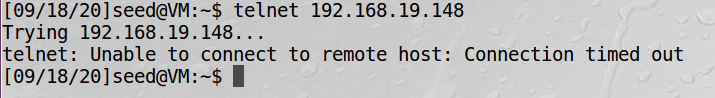 [09/18/20]seed@VM:~$ telnet 192.168.19.148
Trying 192.168.19.148...
telnet: Unable to connect to remote host: Connection timed out
[09/18/20]seed@VM:~$